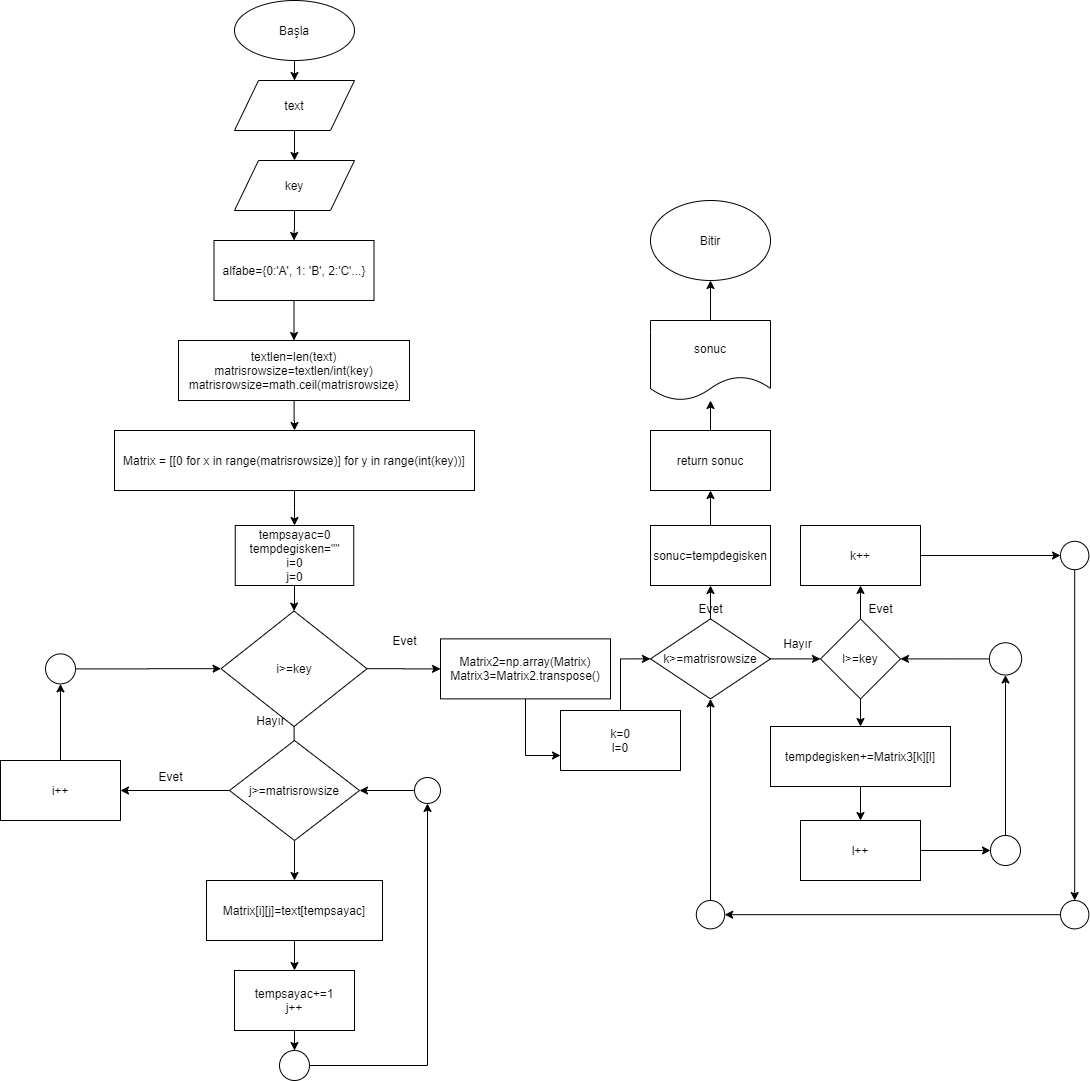 Başla
text
key
alfabe={0:'A', 1: 'B', 2:'C'...}
textlen=len(text)
matrisrowsize=textlen/int(key)
matrisrowsize=math.ceil(matrisrowsize)
Matrix = [[0 for x in range(matrisrowsize)] for y in range(int(key))]
tempsayac=0
tempdegisken=""
i=0
j=0
i>=key
Evet
Hayır
j>=matrisrowsize
Evet
i++
Matrix[i][j]=text[tempsayac]
tempsayac+=1
j++
Matrix2=np.array(Matrix)
Matrix3=Matrix2.transpose()
k=0
l=0
k>=matrisrowsize
Evet
Hayır
l>=key
Evet
k++
tempdegisken+=Matrix3[k][l]
l++
sonuc=tempdegisken
return sonuc
sonuc
Bitir